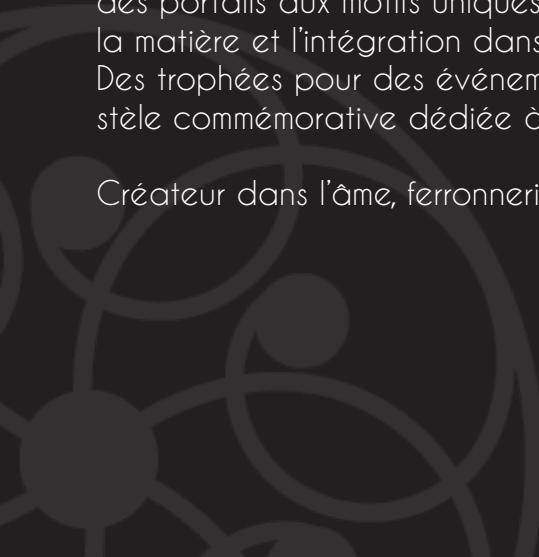 des portails aux motifs uniques
la matière et l'intégration dans
Des trophées pour des événem
stèle commémorative dédiée à
Créateur dans l'âme, ferronneri